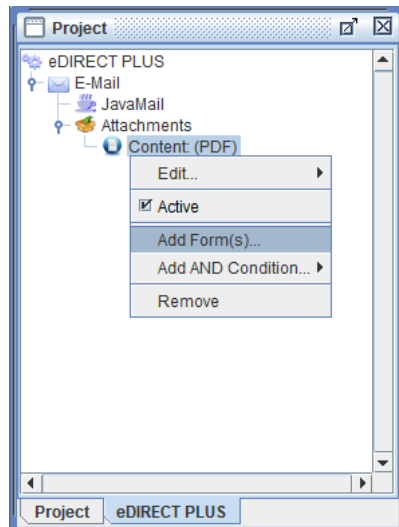 Project
eDIRECT PLUS
E-Mail
JavaMail
Attachments
Content: (PDF)
Edit...
Active
Add Form(s)...
Add AND Condition...
Remove
Project eDIRECT PLUS